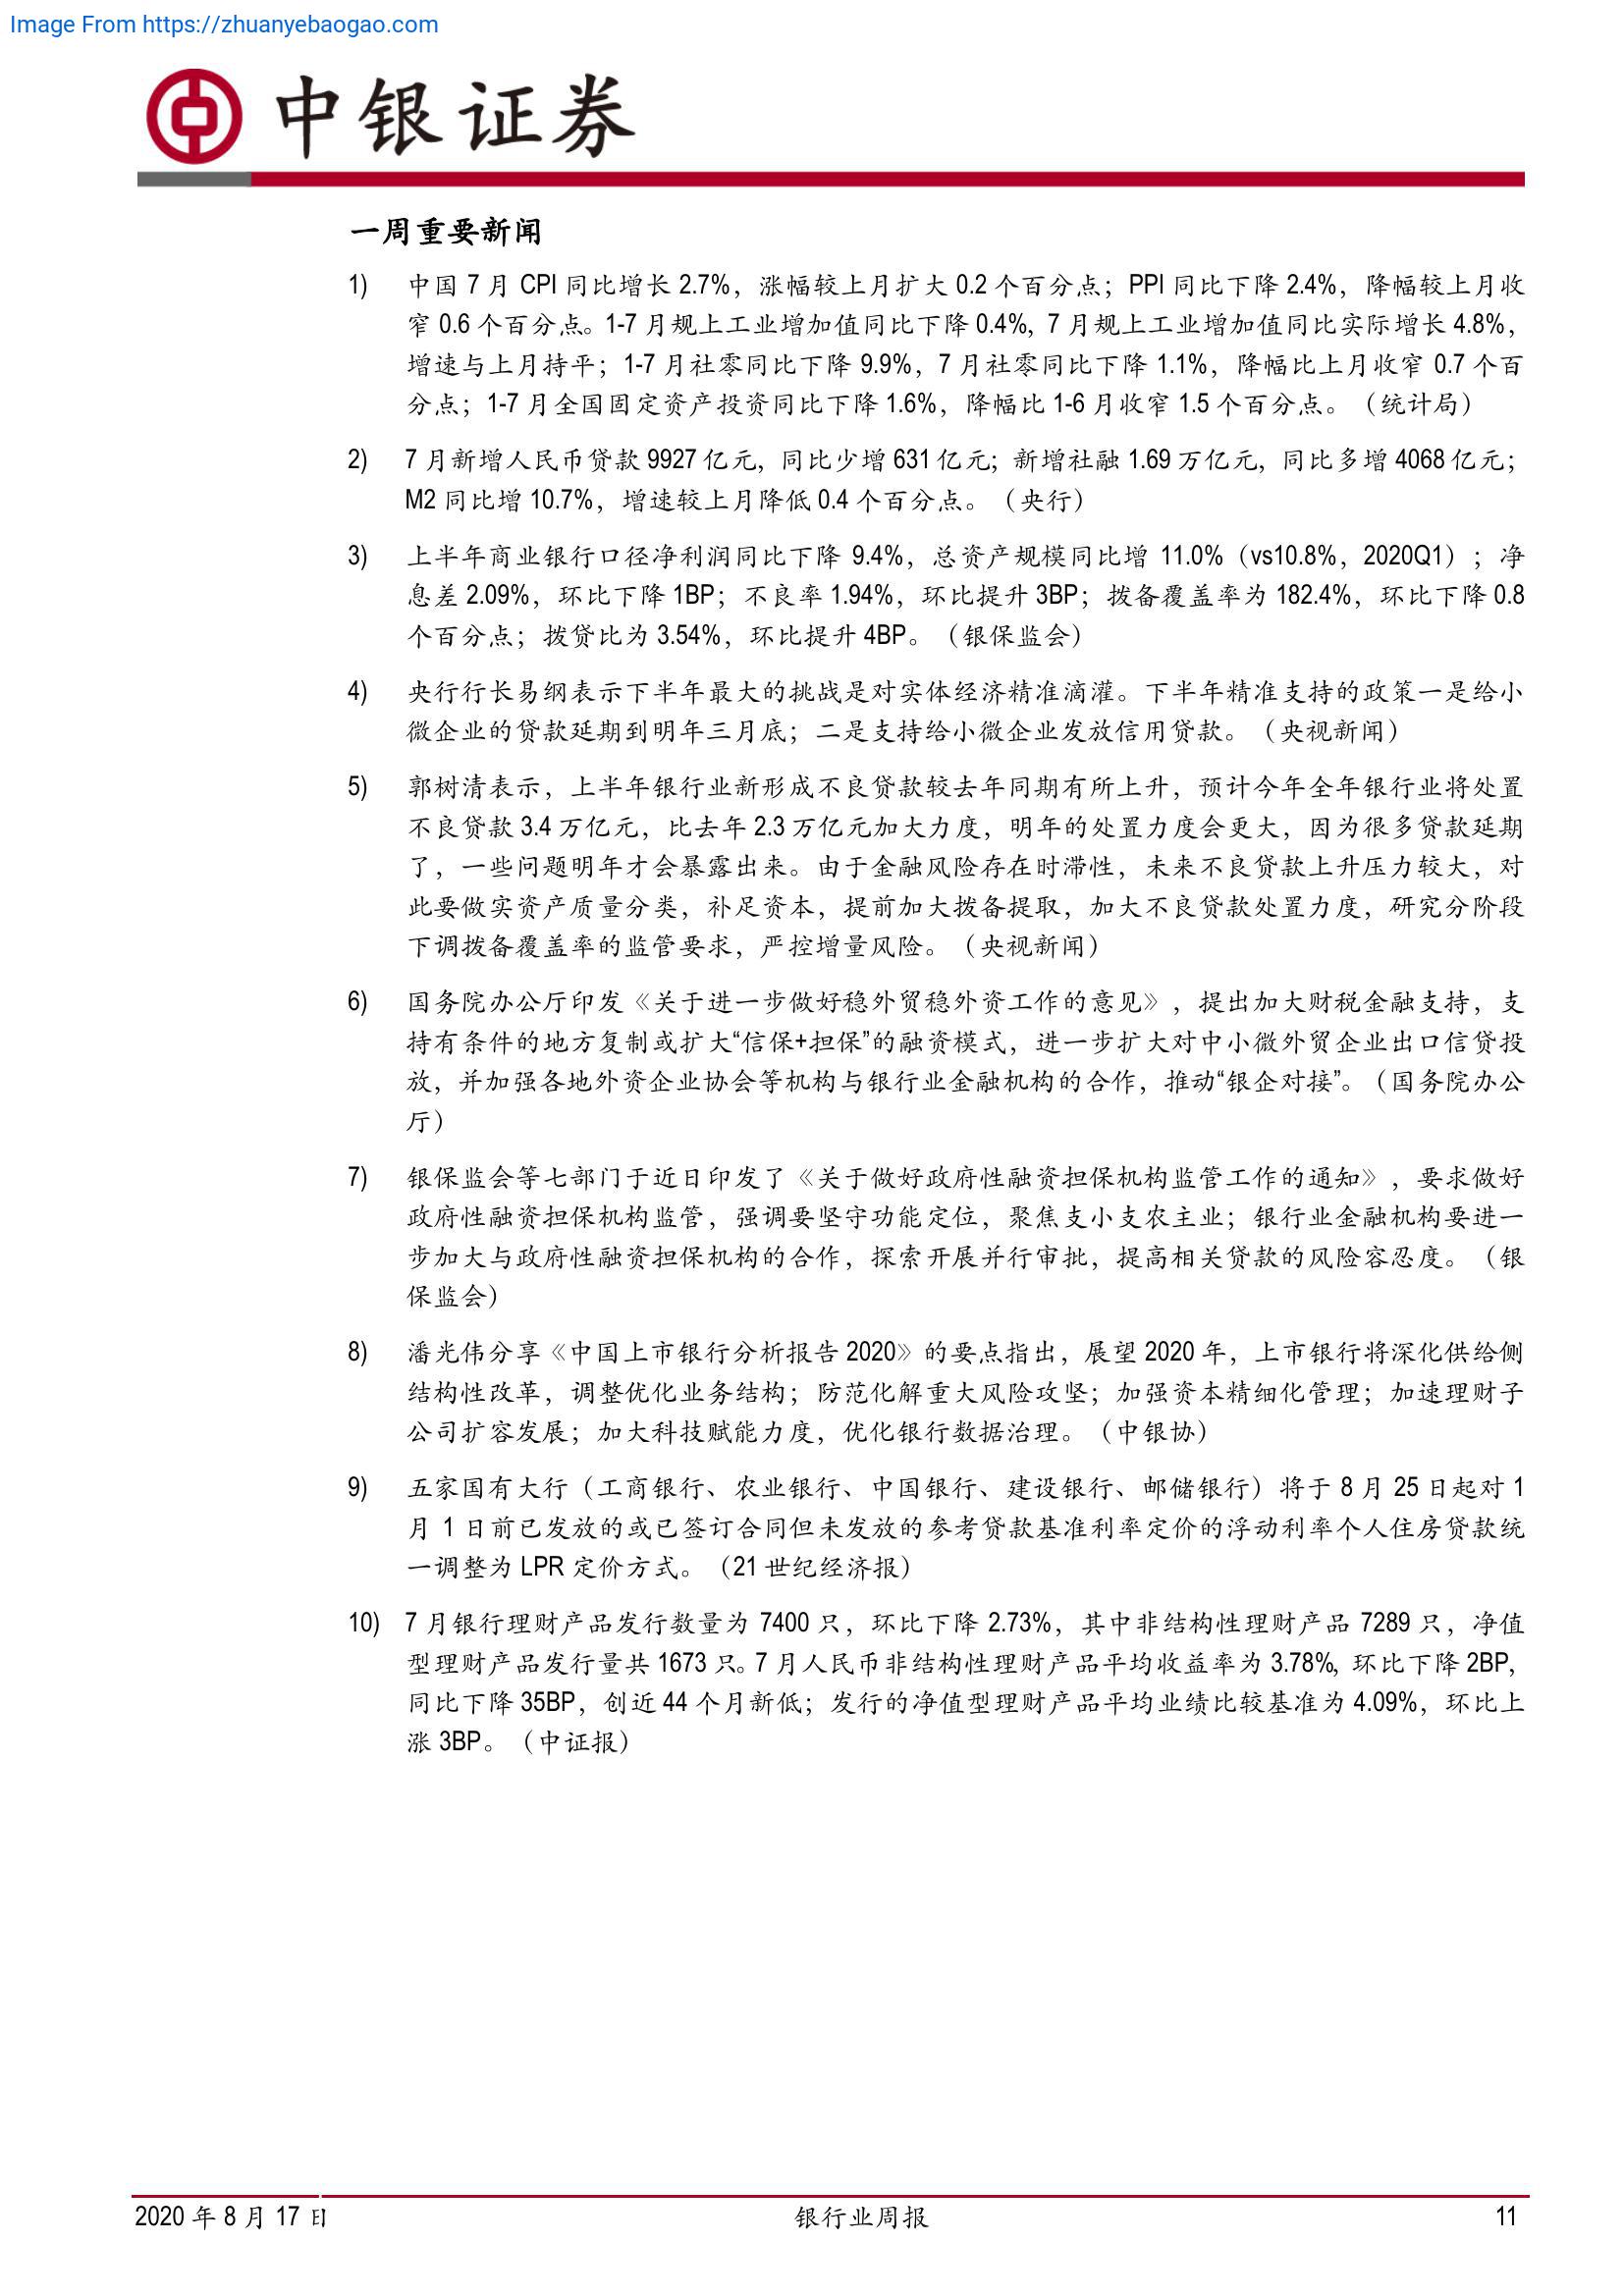 Image From https://zhuanyebaogao.com
中银证券
一周重要新闻
1) 中国 7 月 CPI 同比增长 2.7%，涨幅较上月扩大 0.2 个百分点；PPI 同比下降 2.4%，降幅较上月收
窄 0.6 个百分点。1-7 月规上工业增加值同比下降 0.4%，7 月规上工业增加值同比实际增长 4.8%，
增速与上月持平；1-7 月社零同比下降 9.9%，7 月社零同比下降 1.1%，降幅比上月收窄 0.7 个百
分点；1-7 月全国固定资产投资同比下降 1.6%，降幅比 1-6 月收窄 1.5 个百分点。（统计局）
2) 7 月新增人民币贷款 9927 亿元，同比少增 631 亿元；新增社融 1.69 万亿元，同比多增 4068 亿元；
M2 同比增 10.7%，增速较上月降低 0.4 个百分点。（央行）
3) 上半年商业银行口径净利润同比下降 9.4%，总资产规模同比增 11.0%（vs10.8%，2020Q1）；净
息差 2.09%，环比下降 1BP；不良率 1.94%，环比提升 3BP；拨备覆盖率为 182.4%，环比下降 0.8
个百分点；拨贷比为 3.54%，环比提升 4BP。（银保监会）
4) 央行行长易纲表示下半年最大的挑战是对实体经济精准滴灌。下半年精准支持的政策一是给小
微企业的贷款延期到明年三月底；二是支持给小微企业发放信用贷款。（央视新闻）
5) 郭树清表示，上半年银行业新形成不良贷款较去年同期有所上升，预计今年全年银行业将处置
不良贷款 3.4 万亿元，比去年 2.3 万亿元加大力度，明年的处置力度会更大，因为很多贷款延期
了，一些问题明年才会暴露出来。由于金融风险存在时滞性，未来不良贷款上升压力较大，对
此要做实资产质量分类，补足资本，提前加大拨备提取，加大不良贷款处置力度，研究分阶段
下调拨备覆盖率的监管要求，严控增量风险。（央视新闻）
6) 国务院办公厅印发《关于进一步做好稳外贸稳外资工作的意见》，提出加大财税金融支持，支
持有条件的地方复制或扩大“信保+担保”的融资模式，进一步扩大对中小微外贸企业出口信贷投
放，并加强各地外资企业协会等机构与银行业金融机构的合作，推动“银企对接”。（国务院办公
厅）
7) 银保监会等七部门于近日印发了《关于做好政府性融资担保机构监管工作的通知》，要求做好
政府性融资担保机构监管，强调要坚守功能定位，聚焦支小支农主业；银行业金融机构要进一
步加大与政府性融资担保机构的合作，探索开展并行审批，提高相关贷款的风险容忍度。（银
保监会）
8) 潘光伟分享《中国上市银行分析报告 2020》的要点指出，展望 2020 年，上市银行将深化供给侧
结构性改革，调整优化业务结构；防范化解重大风险攻坚；加强资本精细化管理；加速理财子
公司扩容发展；加大科技赋能力度，优化银行数据治理。（中银协）
9) 五家国有大行（工商银行、农业银行、中国银行、建设银行、邮储银行）将于 8 月 25 日起对 1
月 1 日前已发放的或已签订合同但未发放的参考贷款基准利率定价的浮动利率个人住房贷款统
一调整为 LPR 定价方式。（21 世纪经济报）
10) 7 月银行理财产品发行数量为 7400 只，环比下降 2.73%，其中非结构性理财产品 7289 只，净值
型理财产品发行量共 1673 只。7 月人民币非结构性理财产品平均收益率为 3.78%，环比下降 2BP，
同比下降 35BP，创近 44 个月新低；发行的净值型理财产品平均业绩比较基准为 4.09%，环比上
涨 3BP。（中证报）
2020 年 8 月 17 日 银行业周报 11